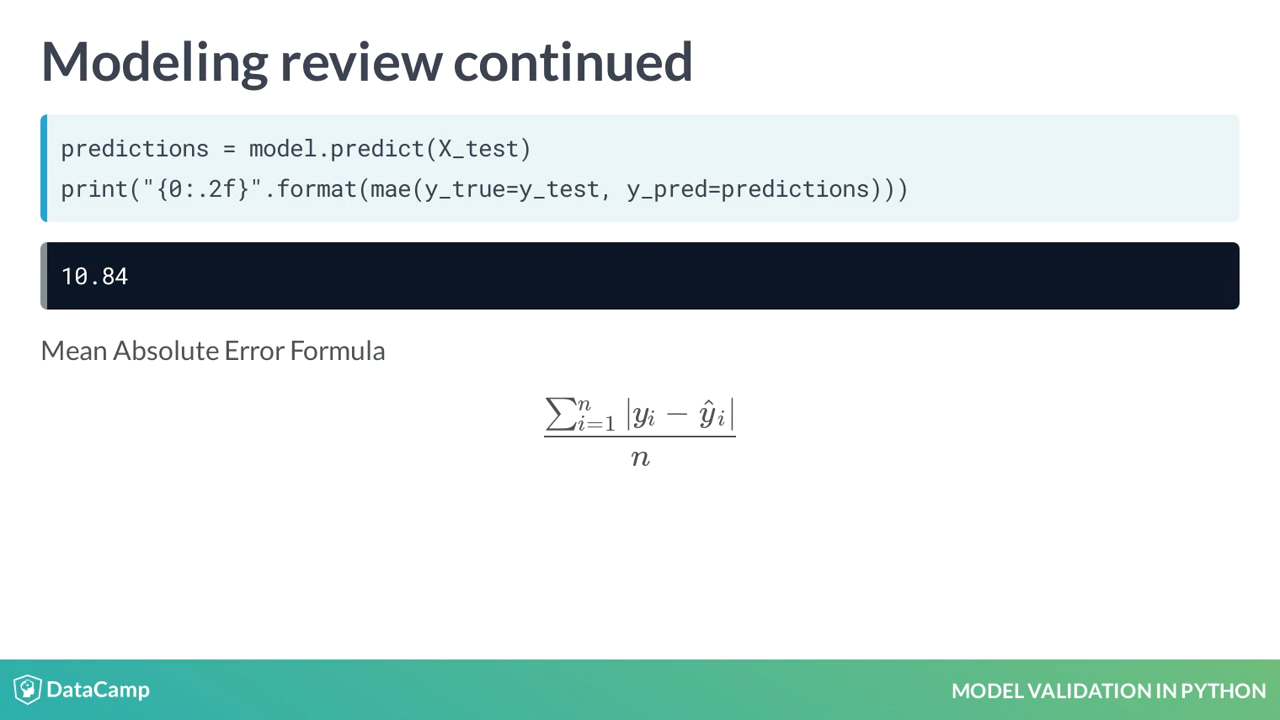 Modeling review continued
predictions = model.predict(X_test)
print("{0:.2f}".format(mae(y_true=y_test, y_pred=predictions)))
10.84
Mean Absolute Error Formula
∑ⁿᵢ₌₁ |yᵢ − ŷᵢ|
n
DataCamp
MODEL VALIDATION IN PYTHON